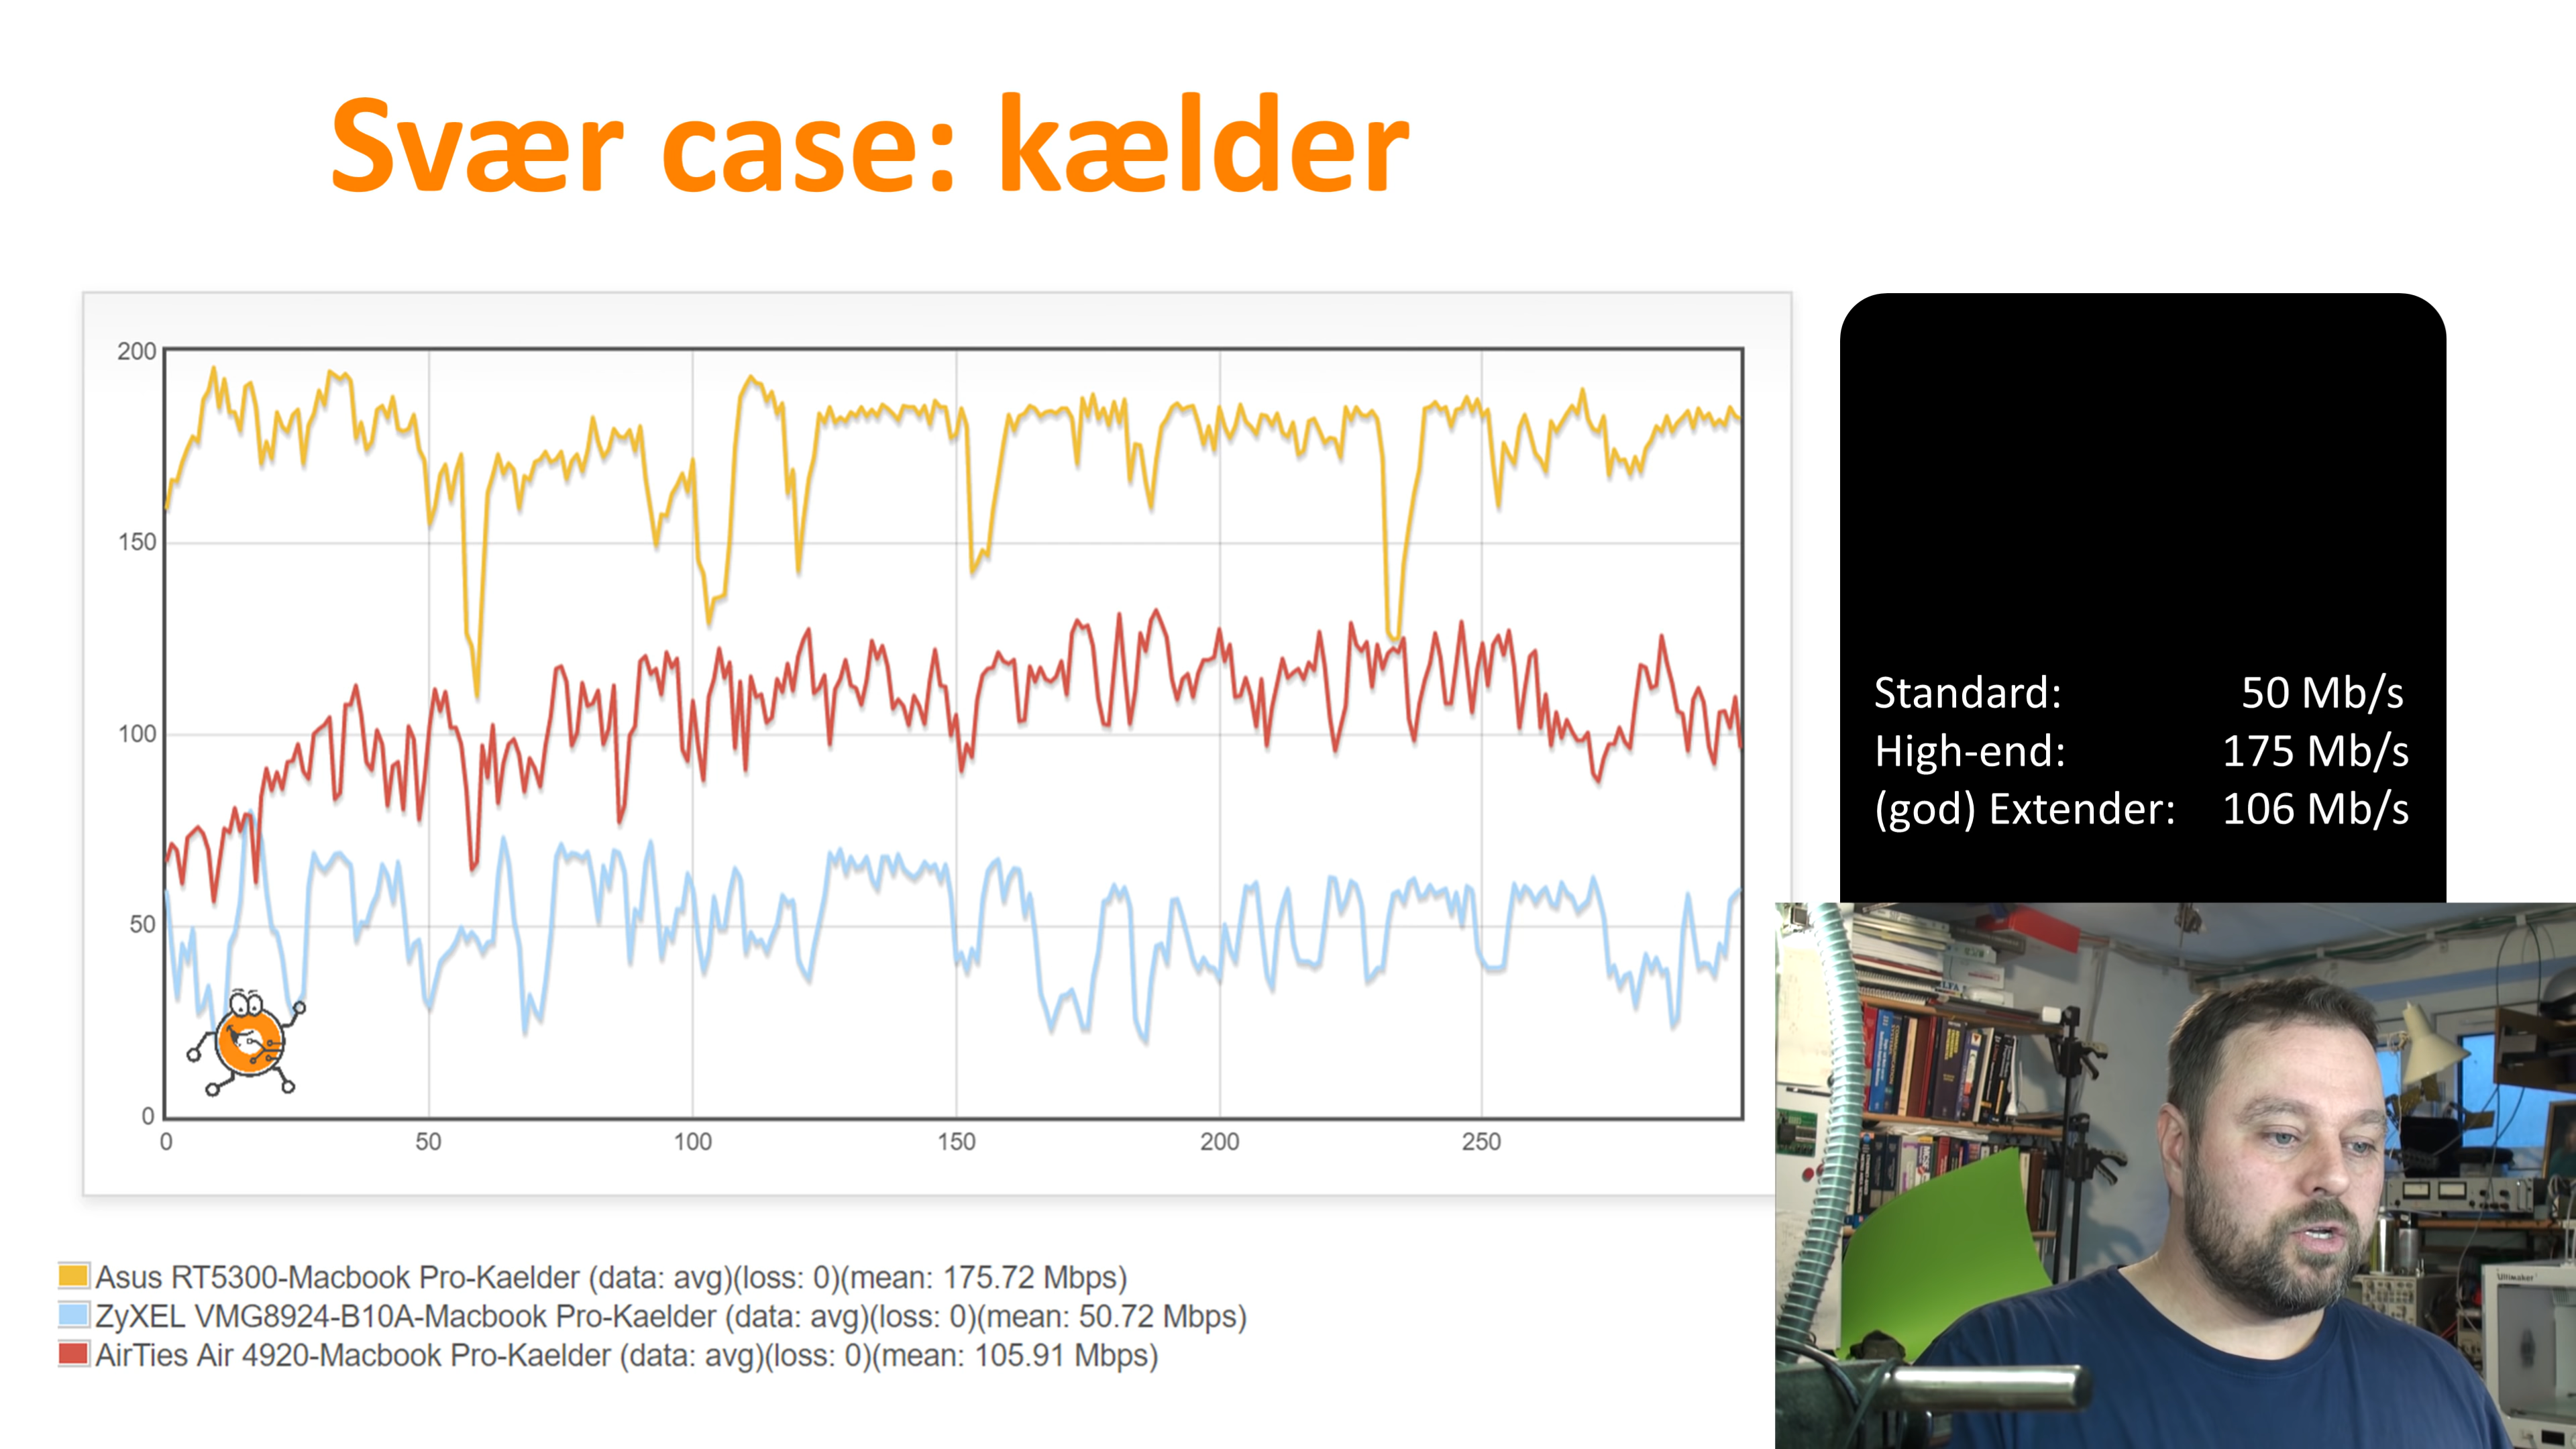 Svær case: kælder
200
150
100
50
0
0 50 100 150 200 250
Standard: 50 Mb/s
High-end: 175 Mb/s
(god) Extender: 106 Mb/s
Asus RT5300-Macbook Pro-Kaelder (data: avg)(loss: 0)(mean: 175.72 Mbps)
ZyXEL VMG8924-B10A-Macbook Pro-Kaelder (data: avg)(loss: 0)(mean: 50.72 Mbps)
AirTies Air 4920-Macbook Pro-Kaelder (data: avg)(loss: 0)(mean: 105.91 Mbps)
Ultimaker